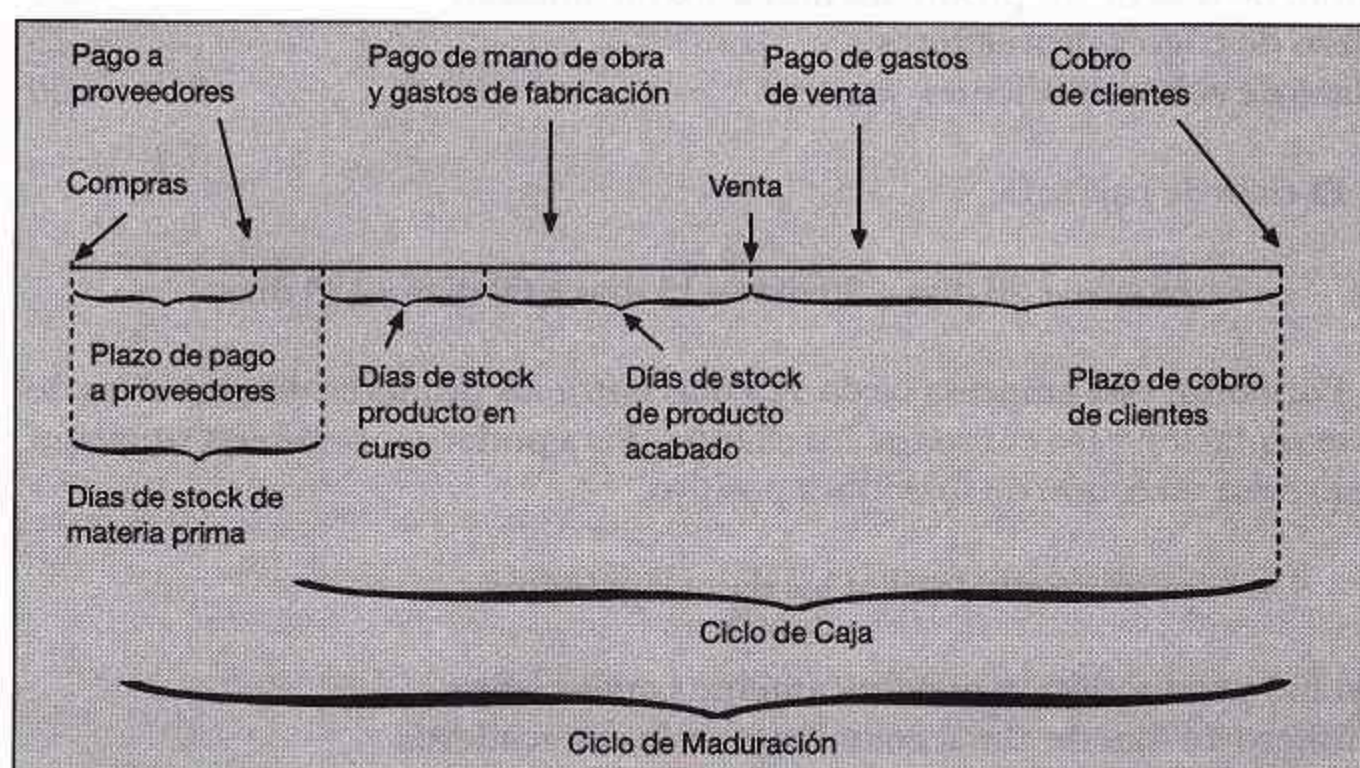 Pago a
proveedores
Pago de mano de obra
y gastos de fabricación
Pago de gastos
de venta
Cobro
de clientes
Compras
Venta
Plazo de pago
a proveedores
Días de stock
producto en
curso
Días de stock
de producto
acabado
Plazo de cobro
de clientes
Días de stock de
materia prima
Ciclo de Caja
Ciclo de Maduración